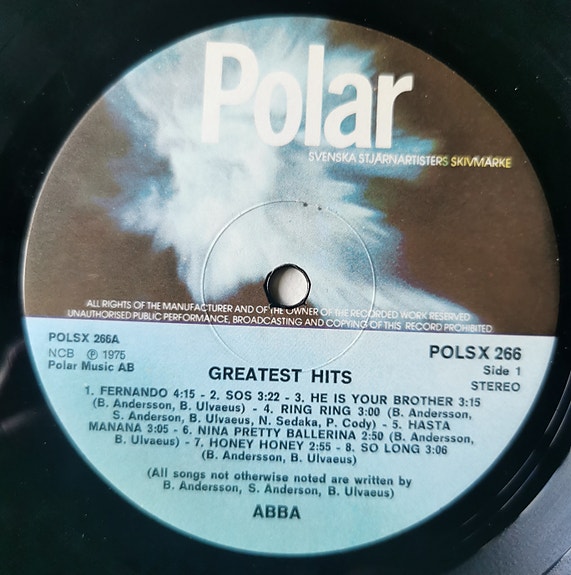 Polar
SVENSKA STJÄRNARTISTERS SKIVMÄRKE
ALL RIGHTS OF THE MANUFACTURER AND OF THE OWNER OF THE RECORDED WORK RESERVED
UNAUTHORISED PUBLIC PERFORMANCE, BROADCASTING AND COPYING OF THIS RECORD PROHIBITED
POLSX 266A
NCB ℗ 1975
Polar Music AB
POLSX 266
Side 1
STEREO
GREATEST HITS
1. FERNANDO 4:15 - 2. SOS 3:22 - 3. HE IS YOUR BROTHER 3:15
(B. Andersson, B. Ulvaeus) - 4. RING RING 3:00 (B. Andersson,
S. Anderson, B. Ulvaeus, N. Sedaka, P. Cody) - 5. HASTA
MANANA 3:05 - 6. NINA PRETTY BALLERINA 2:50 (B. Andersson,
B. Ulvaeus) - 7. HONEY HONEY 2:55 - 8. SO LONG 3:06
(B. Andersson, B. Ulvaeus)
(All songs not otherwise noted are written by
B. Andersson, S. Anderson, B. Ulvaeus)
ABBA